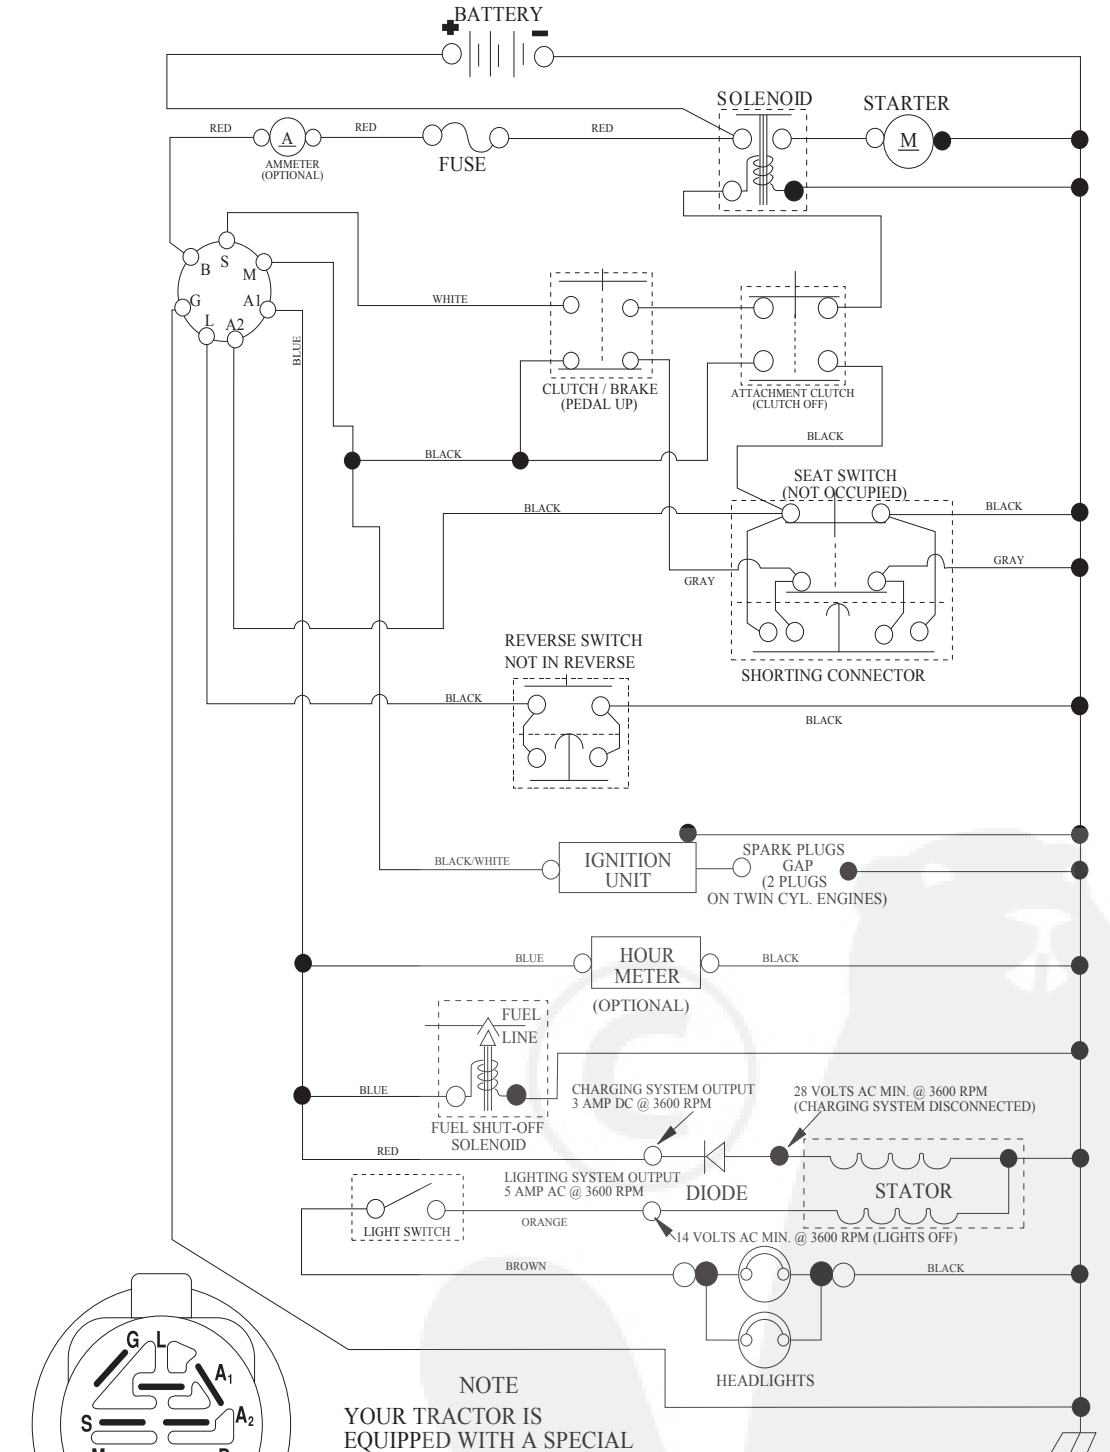 BATTERY
SOLENOID
STARTER
RED
A
RED
RED
M
AMMETER
(OPTIONAL)
FUSE
B
S
M
G
A1
L
A2
BLUE
WHITE
CLUTCH / BRAKE
(PEDAL UP)
ATTACHMENT CLUTCH
(CLUTCH OFF)
BLACK
BLACK
SEAT SWITCH
(NOT OCCUPIED)
BLACK
BLACK
GRAY
GRAY
REVERSE SWITCH
NOT IN REVERSE
SHORTING CONNECTOR
BLACK
BLACK
BLACK/WHITE
IGNITION
UNIT
SPARK PLUGS
GAP
(2 PLUGS
ON TWIN CYL. ENGINES)
BLUE
HOUR
METER
BLACK
(OPTIONAL)
FUEL
LINE
BLUE
CHARGING SYSTEM OUTPUT
3 AMP DC @ 3600 RPM
28 VOLTS AC MIN. @ 3600 RPM
(CHARGING SYSTEM DISCONNECTED)
FUEL SHUT-OFF
SOLENOID
RED
LIGHTING SYSTEM OUTPUT
5 AMP AC @ 3600 RPM
DIODE
STATOR
LIGHT SWITCH
ORANGE
14 VOLTS AC MIN. @ 3600 RPM (LIGHTS OFF)
BROWN
BLACK
HEADLIGHTS
G
L
A1
A2
S
M
B
NOTE
YOUR TRACTOR IS
EQUIPPED WITH A SPECIAL